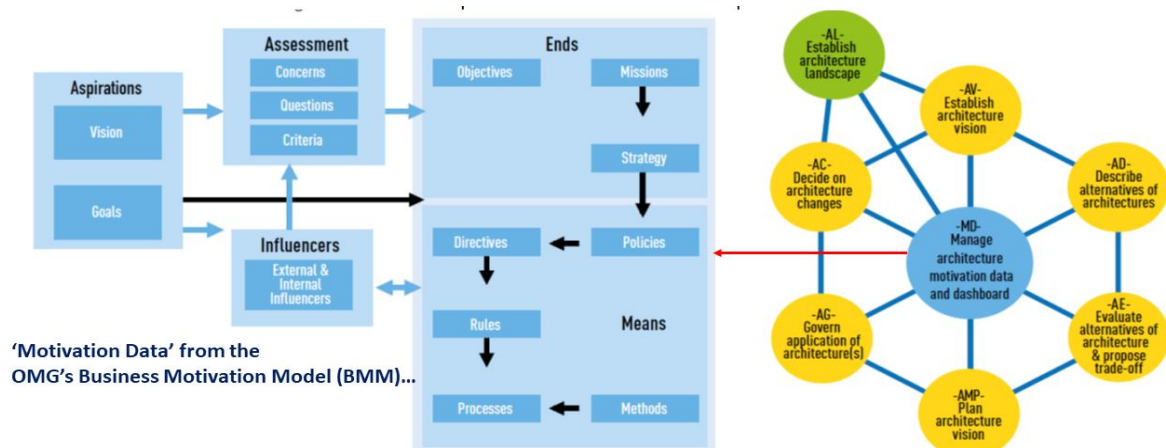 Aspirations
Vision
Goals
Assessment
Concerns
Questions
Criteria
Influencers
External &
Internal
Influencers
Ends
Objectives
Missions
Strategy
Directives
Policies
Rules
Means
Processes
Methods
‘Motivation Data’ from the
OMG’s Business Motivation Model (BMM)...
-AL-
Establish
architecture
landscape
-AV-
Establish
architecture
vision
-AC-
Decide on
architecture
changes
-AD-
Describe
alternatives of
architectures
-MD-
Manage
architecture
motivation data
and dashboard
-AG-
Govern
application of
architecture(s)
-AE-
Evaluate
alternatives of
architecture
& propose
trade-off
-AMP-
Plan
architecture
vision